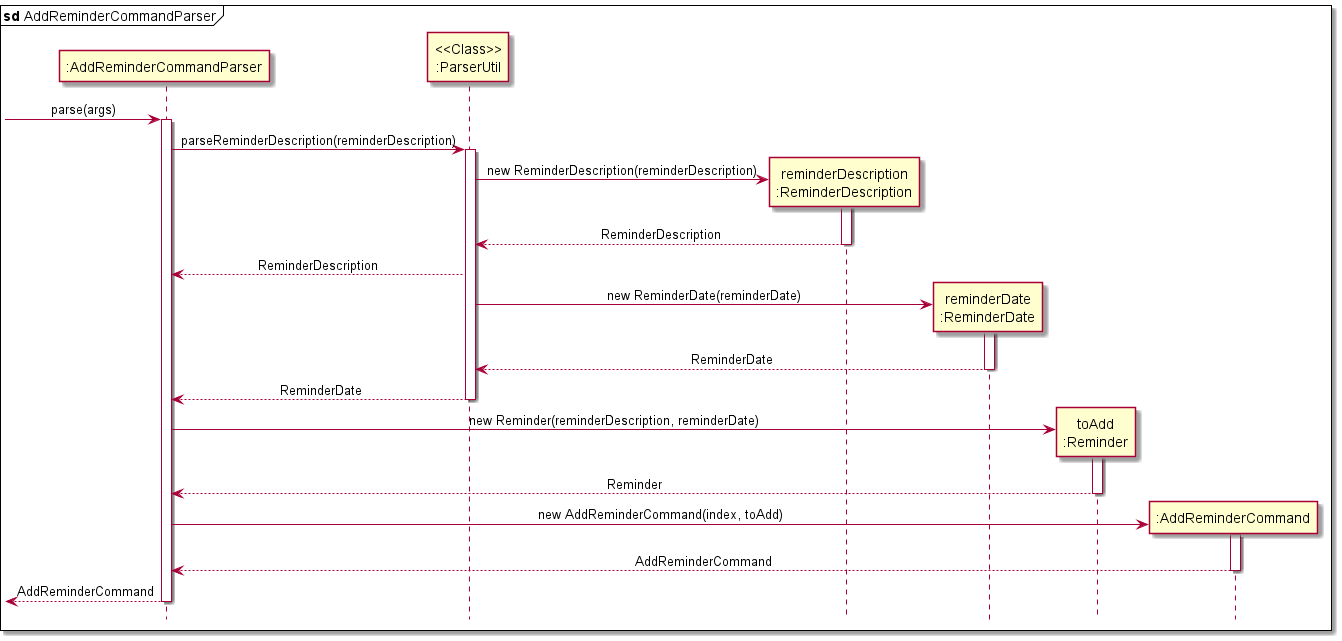 sd AddReminderCommandParser
<<Class>>
:ParserUtil
:AddReminderCommandParser
parse(args)
parseReminderDescription(reminderDescription)
new ReminderDescription(reminderDescription)
reminderDescription
:ReminderDescription
ReminderDescription
ReminderDescription
new ReminderDate(reminderDate)
reminderDate
:ReminderDate
ReminderDate
ReminderDate
new Reminder(reminderDescription, reminderDate)
toAdd
:Reminder
Reminder
new AddReminderCommand(index, toAdd)
:AddReminderCommand
AddReminderCommand
AddReminderCommand